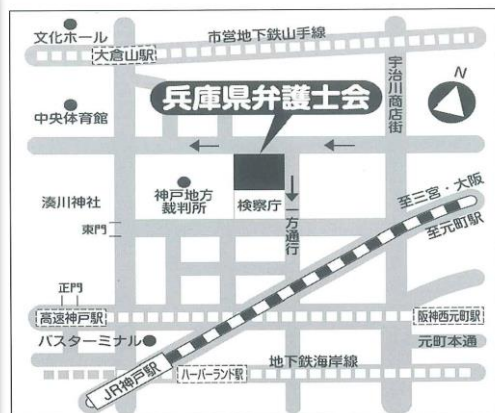 文化ホール
市営地下鉄山手線
大倉山駅
宇治川商店街
N
兵庫県弁護士会
中央体育館
湊川神社
神戸地方
裁判所
検察庁
一方通行
至三宮・大阪
至元町駅
東門
正門
高速神戸駅
阪神西元町駅
バスターミナル
元町本通
地下鉄海岸線
JR神戸駅
ハーバーランド駅